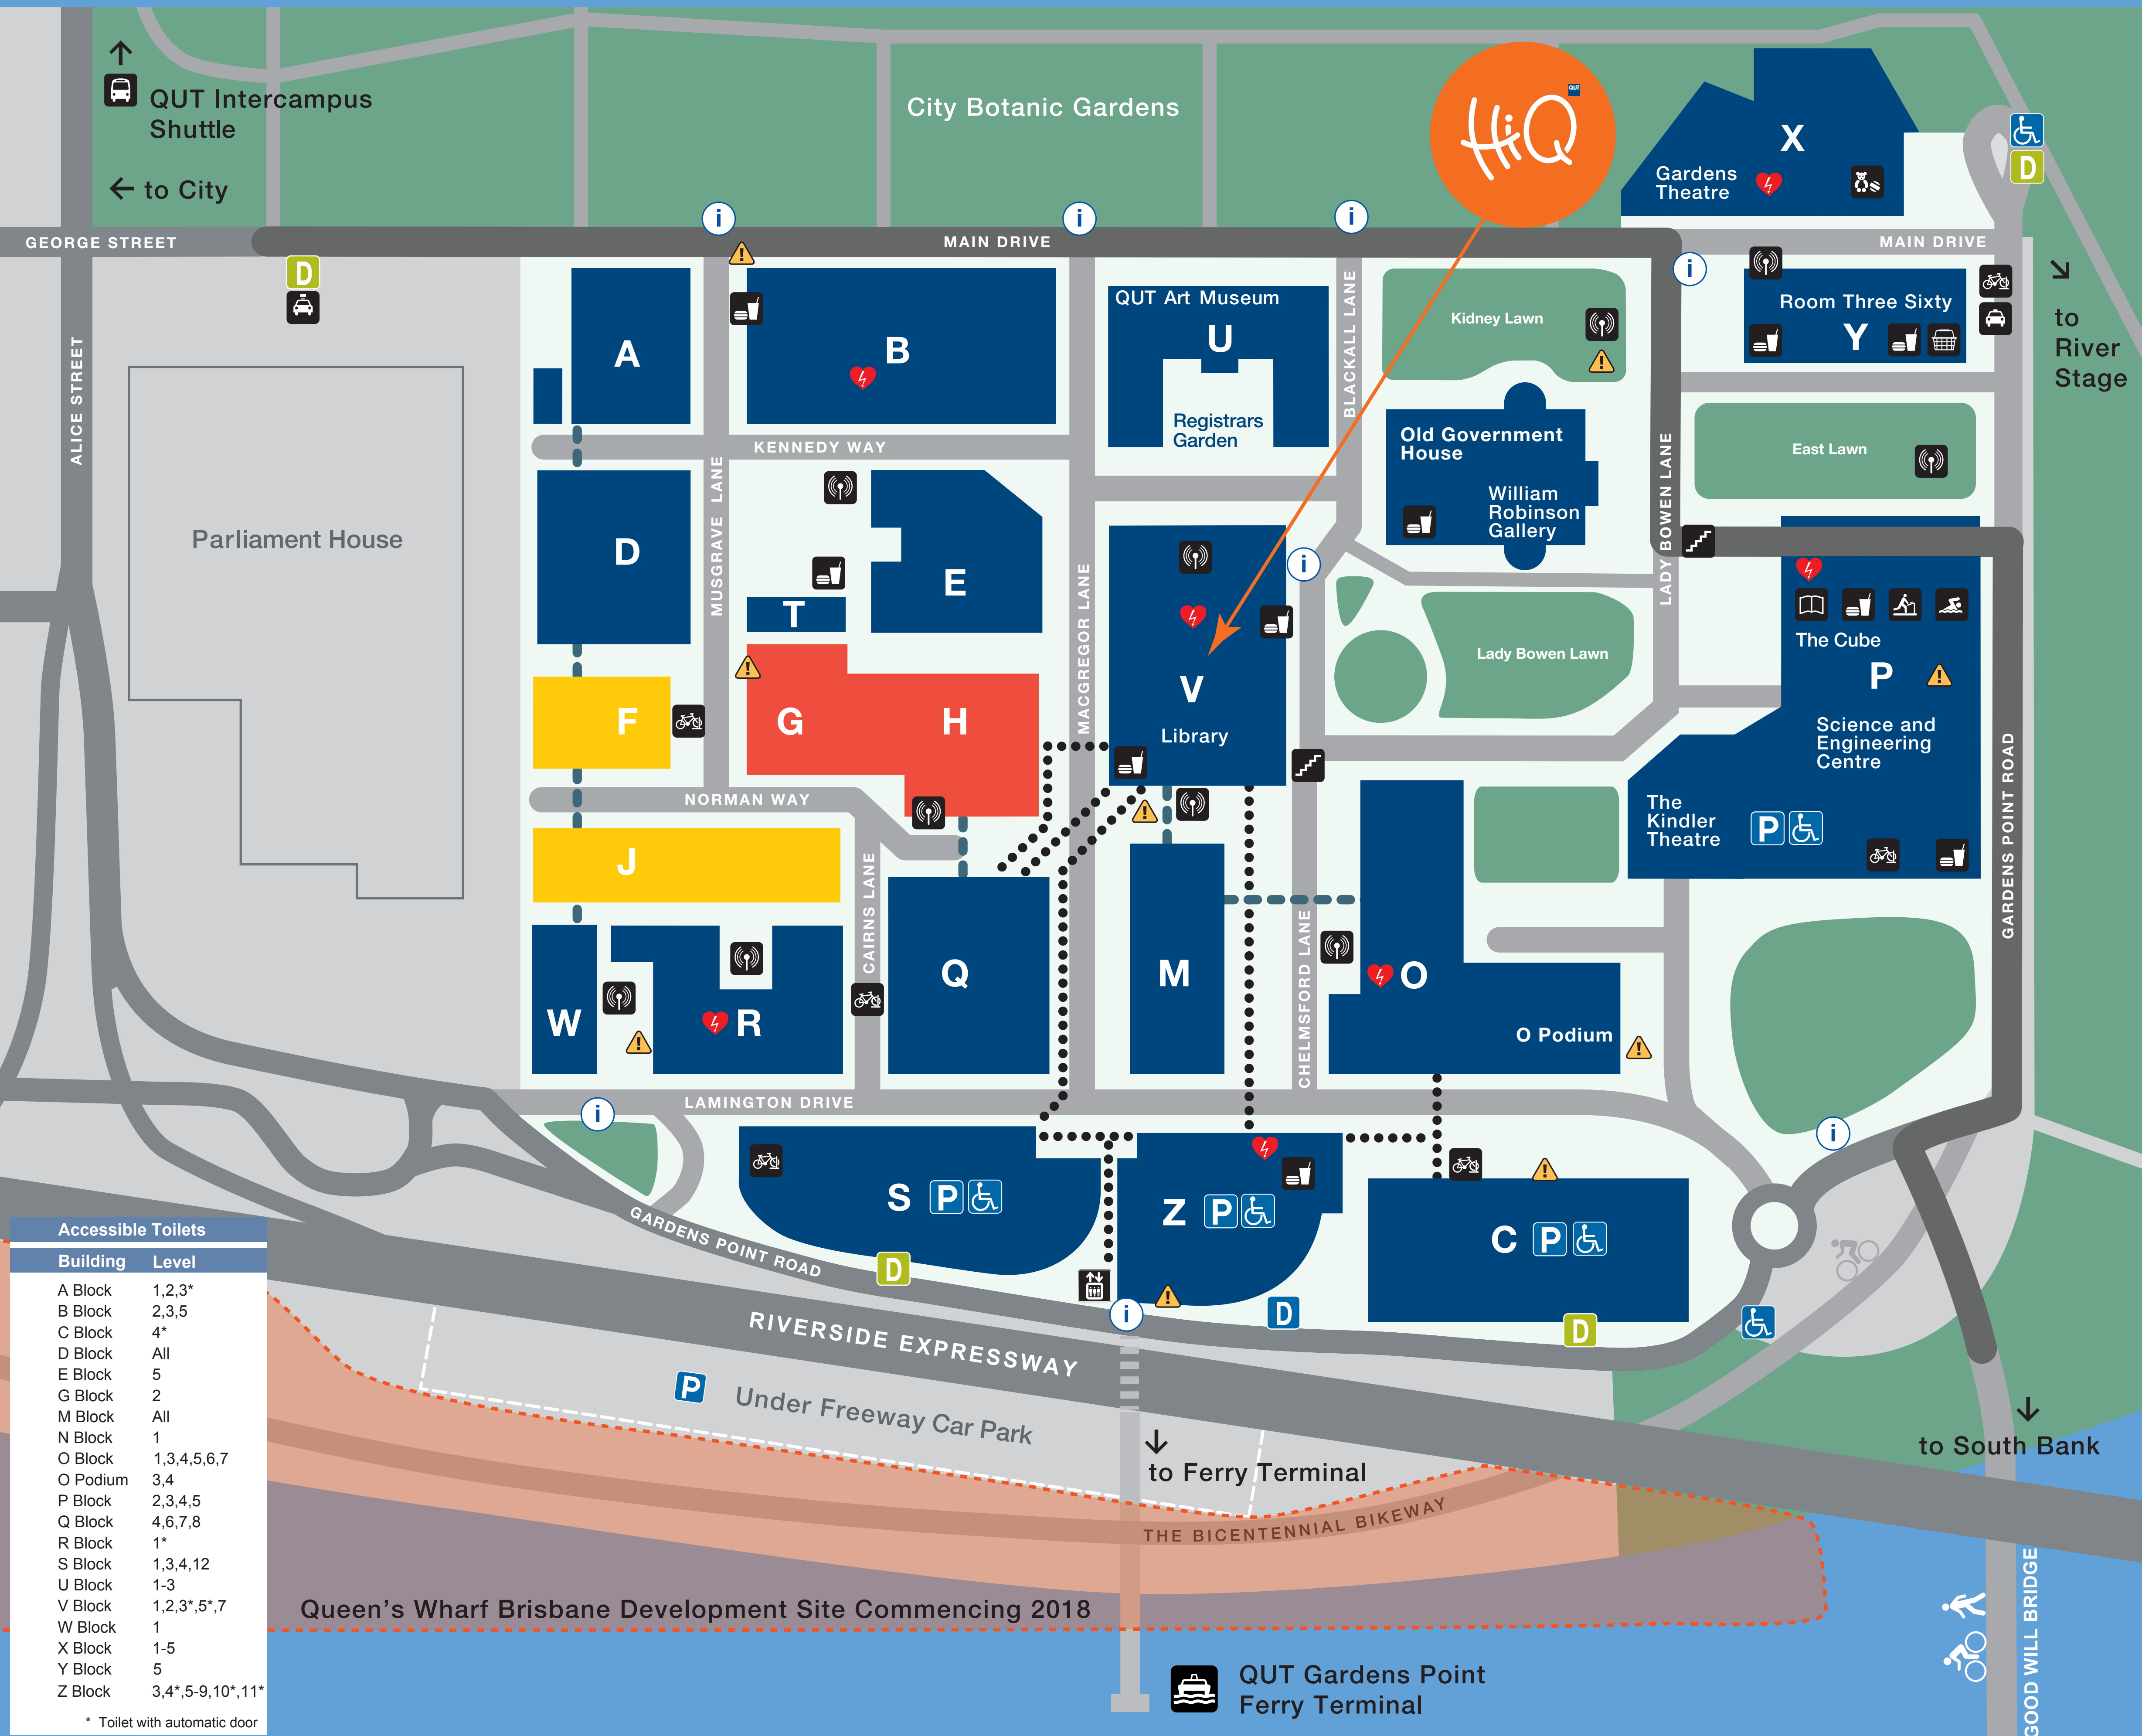 QUT Intercampus
Shuttle
to City
City Botanic Gardens
QUT
HiQ
X
Gardens
Theatre
D
GEORGE STREET
MAIN DRIVE
MAIN DRIVE
i
i
i
i
D
ALICE STREET
Parliament House
A
B
QUT Art Museum
U
Registrars
Garden
BLACKALL LANE
Kidney Lawn
Room Three Sixty
Y
to
River
Stage
KENNEDY WAY
Old Government
House
William
Robinson
Gallery
East Lawn
LADY BOWEN LANE
MUSGRAVE LANE
D
E
T
MACGREGOR LANE
i
V
Library
Lady Bowen Lawn
The Cube
P
Science and
Engineering
Centre
The
Kindler
Theatre
P
GARDENS POINT ROAD
F
G
H
NORMAN WAY
J
CAIRNS LANE
W
R
Q
M
CHELMSFORD LANE
O
O Podium
LAMINGTON DRIVE
i
i
S
P
Z
P
C
P
GARDENS POINT ROAD
D
i
D
D
RIVERSIDE EXPRESSWAY
P
Under Freeway Car Park
to Ferry Terminal
to South Bank
THE BICENTENNIAL BIKEWAY
Queen's Wharf Brisbane Development Site Commencing 2018
QUT Gardens Point
Ferry Terminal
GOOD WILL BRIDGE
Accessible Toilets
Building Level
A Block 1,2,3*
B Block 2,3,5
C Block 4*
D Block All
E Block 5
G Block 2
M Block All
N Block 1
O Block 1,3,4,5,6,7
O Podium 3,4
P Block 2,3,4,5
Q Block 4,6,7,8
R Block 1*
S Block 1,3,4,12
U Block 1-3
V Block 1,2,3*,5*,7
W Block 1
X Block 1-5
Y Block 5
Z Block 3,4*,5-9,10*,11*
* Toilet with automatic door